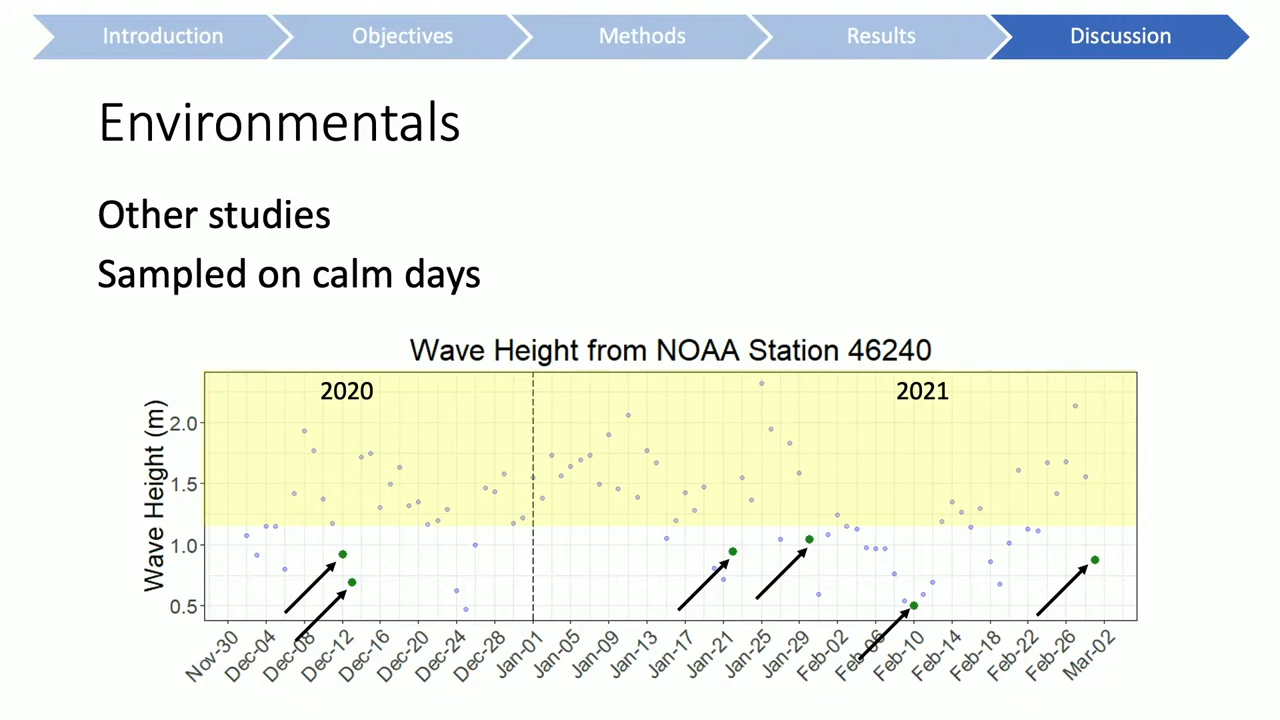 Introduction
Objectives
Methods
Results
Discussion
Environmentals
Other studies
Sampled on calm days
Wave Height from NOAA Station 46240
2020
2021
Wave Height (m)
2.0
1.5
1.0
0.5
Nov-30
Dec-04
Dec-08
Dec-12
Dec-16
Dec-20
Dec-24
Dec-28
Jan-01
Jan-05
Jan-09
Jan-13
Jan-17
Jan-21
Jan-25
Jan-29
Feb-02
Feb-06
Feb-10
Feb-14
Feb-18
Feb-22
Feb-26
Mar-02